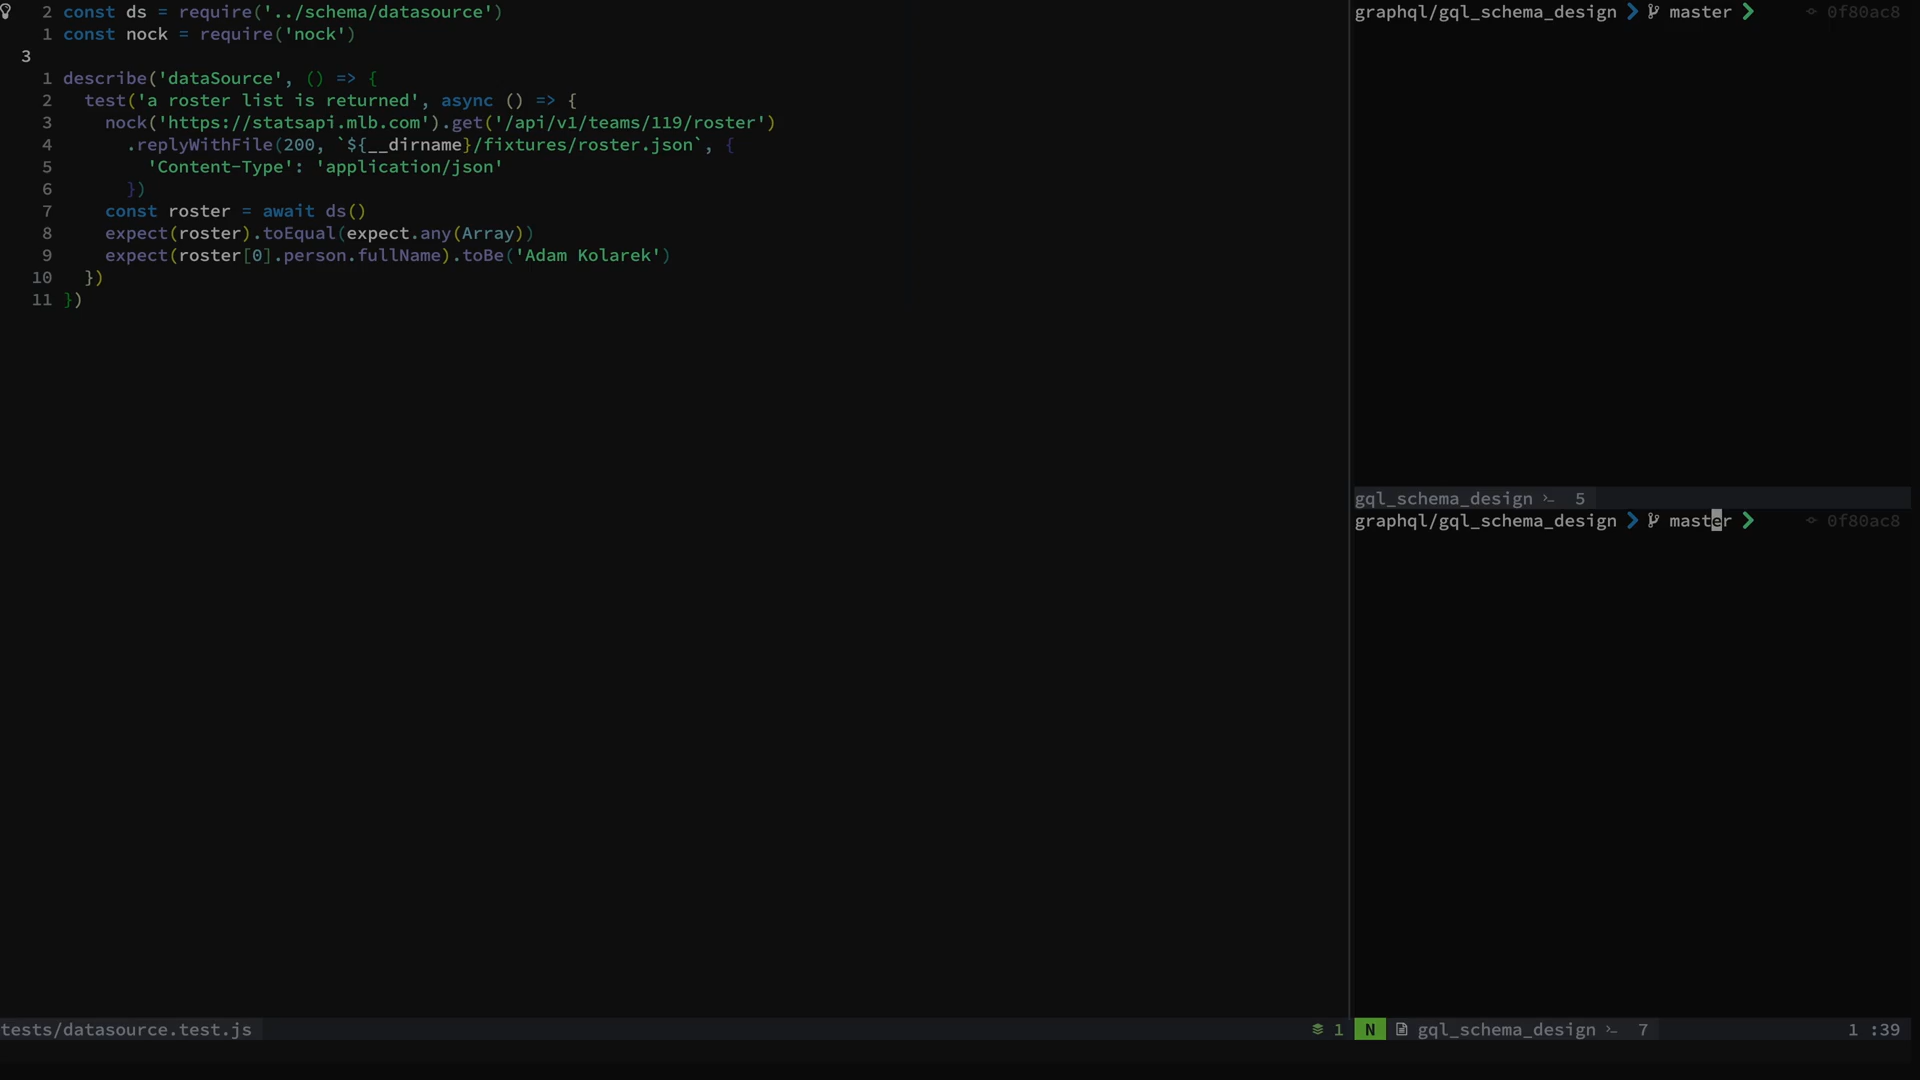 2 const ds = require('../schema/datasource')
1 const nock = require('nock')
3
1 describe('dataSource', () => {
2 test('a roster list is returned', async () => {
3 nock('https://statsapi.mlb.com').get('/api/v1/teams/119/roster')
4 .replyWithFile(200, `${__dirname}/fixtures/roster.json`, {
5 'Content-Type': 'application/json'
6 })
7 const roster = await ds()
8 expect(roster).toEqual(expect.any(Array))
9 expect(roster[0].person.fullName).toBe('Adam Kolarek')
10 })
11 })
tests/datasource.test.js 1
graphql/gql_schema_design master 0f80ac8
gql_schema_design 5
graphql/gql_schema_design master 0f80ac8
N gql_schema_design 7 1 :39